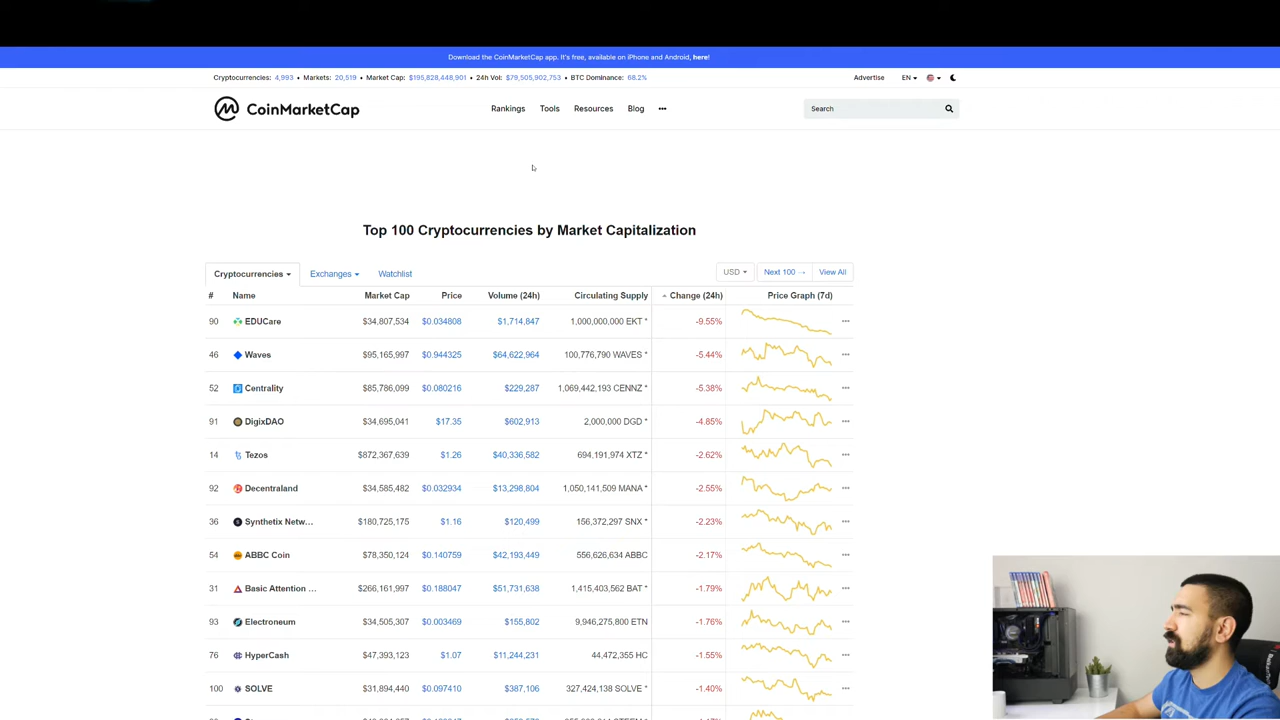 Download the CoinMarketCap app. It's free, available on iPhone and Android, here!
Cryptocurrencies: 4,993 • Markets: 20,519 • Market Cap: $195,828,448,901 • 24h Vol: $79,505,902,753 • BTC Dominance: 68.2% Advertise EN
CoinMarketCap Rankings Tools Resources Blog ••• Search
Top 100 Cryptocurrencies by Market Capitalization
Cryptocurrencies Exchanges Watchlist USD Next 100 → View All
# Name Market Cap Price Volume (24h) Circulating Supply Change (24h) Price Graph (7d)
90 EDUCare $34,807,534 $0.034808 $1,714,847 1,000,000,000 EKT * -9.55%
46 Waves $95,165,997 $0.944325 $64,622,964 100,776,790 WAVES * -5.44%
52 Centrality $85,786,099 $0.080216 $229,287 1,069,442,193 CENNZ * -5.38%
91 DigixDAO $34,695,041 $17.35 $602,913 2,000,000 DGD * -4.85%
14 Tezos $872,367,639 $1.26 $40,336,582 694,191,974 XTZ * -2.62%
92 Decentraland $34,585,482 $0.032934 $13,298,804 1,050,141,509 MANA * -2.55%
36 Synthetix Netw... $180,725,175 $1.16 $120,499 156,372,297 SNX * -2.23%
54 ABBC Coin $78,350,124 $0.140759 $42,193,449 556,626,634 ABBC -2.17%
31 Basic Attention ... $266,161,997 $0.188047 $51,731,638 1,415,403,562 BAT * -1.79%
93 Electroneum $34,505,307 $0.003469 $155,802 9,946,275,800 ETN -1.76%
76 HyperCash $47,393,123 $1.07 $11,244,231 44,472,355 HC -1.55%
100 SOLVE $31,894,440 $0.097410 $387,106 327,424,138 SOLVE * -1.40%